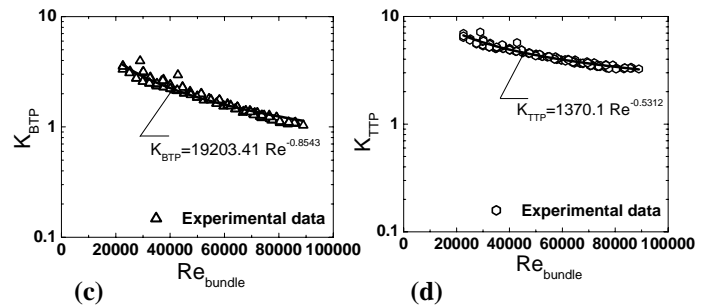 10
1
0.1
K_BTP
K_BTP=19203.41 Re^-0.8543
Experimental data
0 20000 40000 60000 80000 100000
Re_bundle
(c)
10
1
0.1
K_TTP
K_TTP=1370.1 Re^-0.5312
Experimental data
0 20000 40000 60000 80000 100000
Re_bundle
(d)